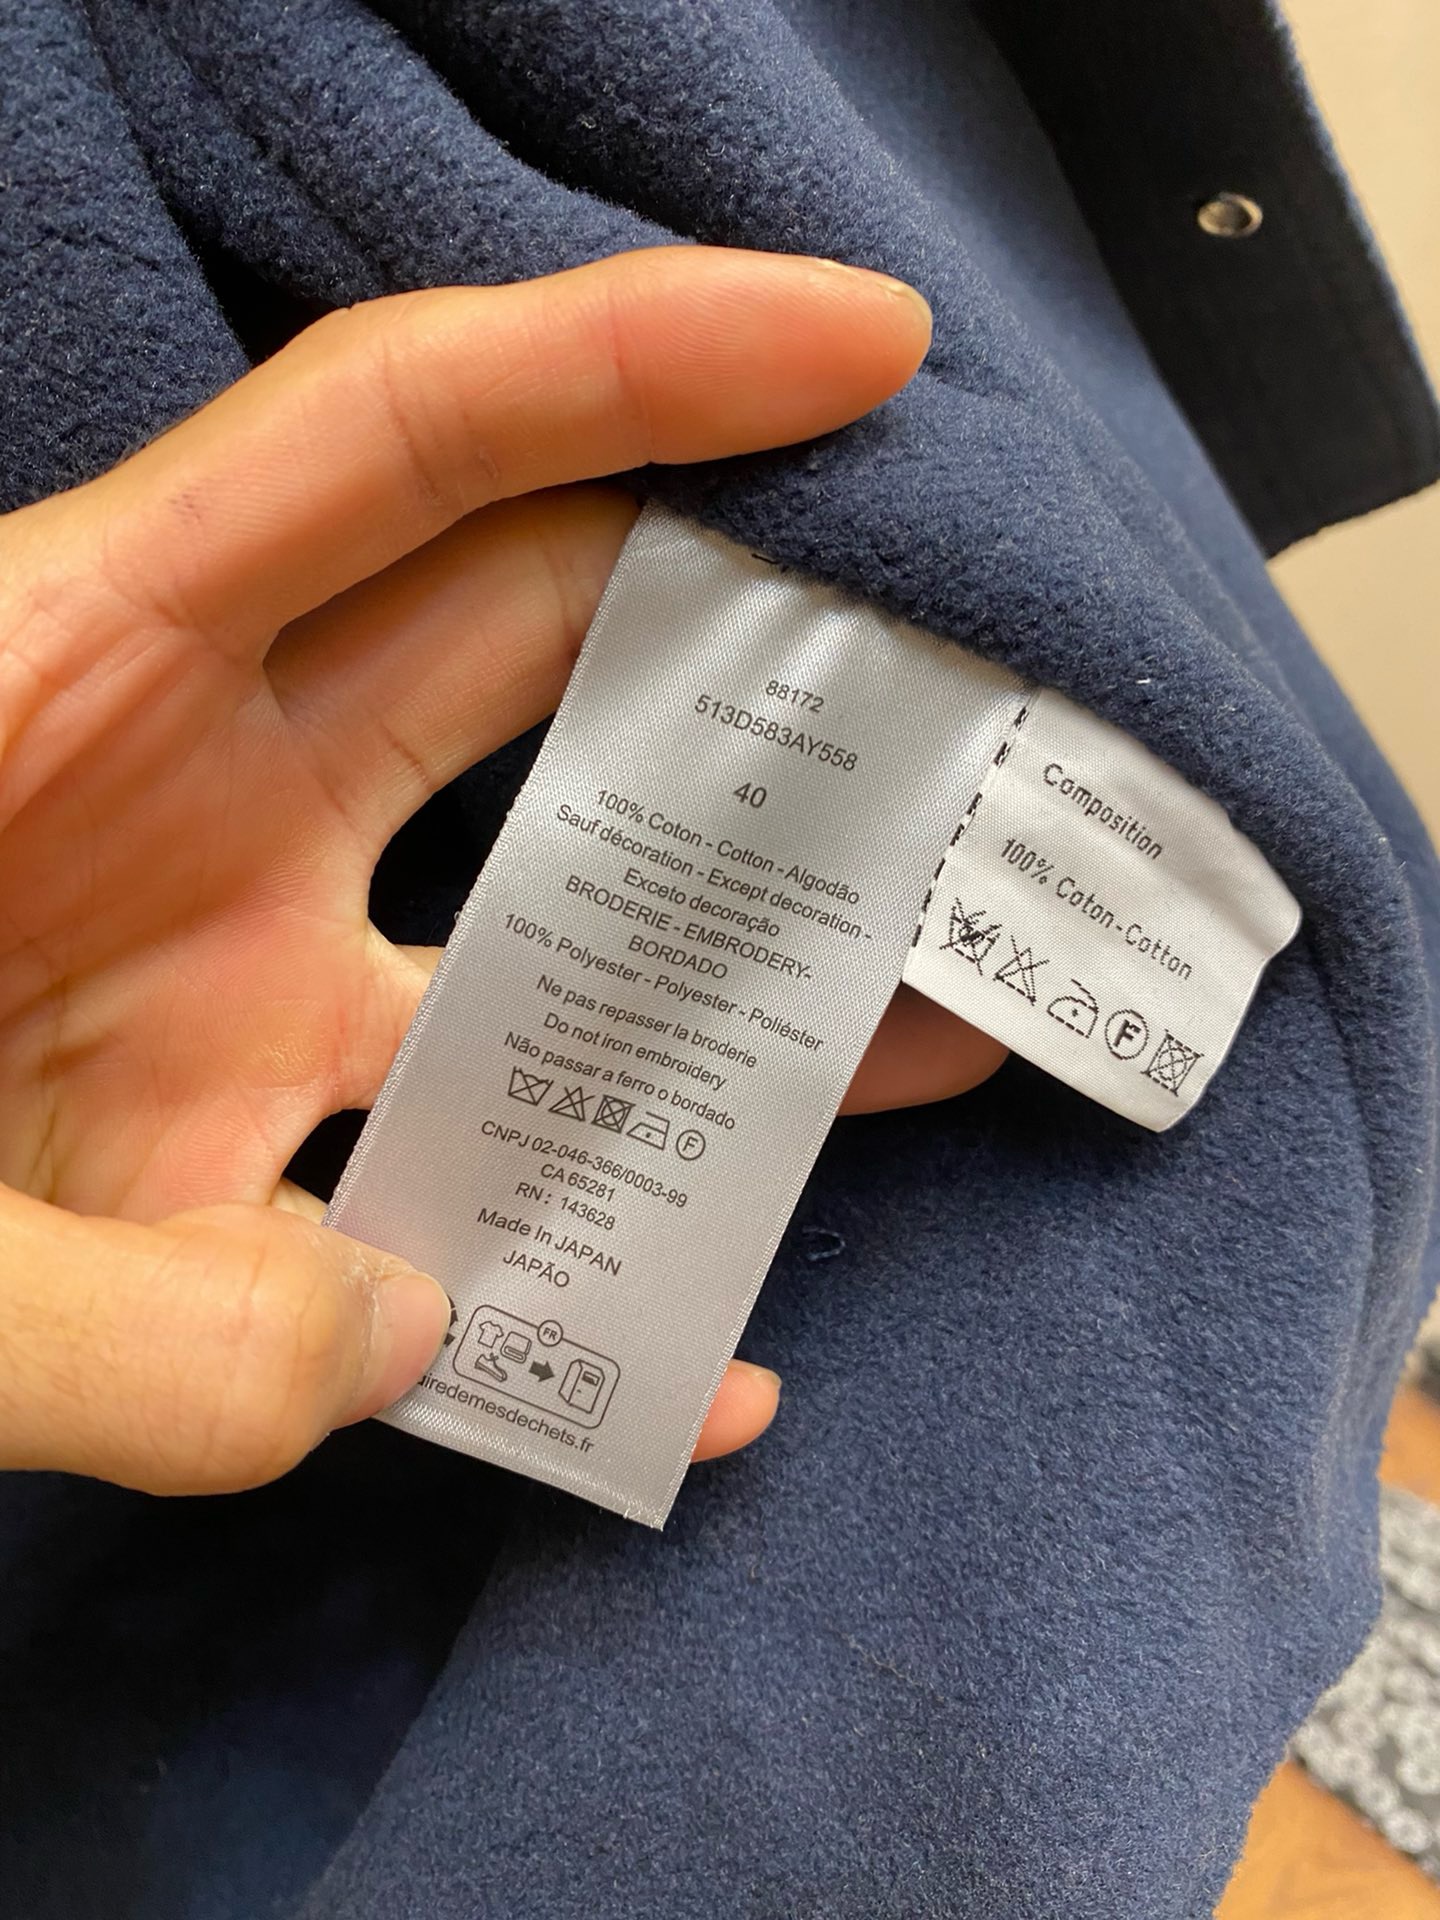 88172
513D583AY558
40
100% Coton - Cotton - Algodão
Sauf décoration - Except decoration -
Exceto decoração
BRODERIE - EMBRODERY-
BORDADO
100% Polyester - Polyester - Poliéster
Ne pas repasser la broderie
Do not iron embroidery
Não passar a ferro o bordado
F
CNPJ 02-046-366/0003-99
CA 65281
RN: 143628
Made In JAPAN
JAPÃO
FR
Composition
100% Coton-Cotton
F